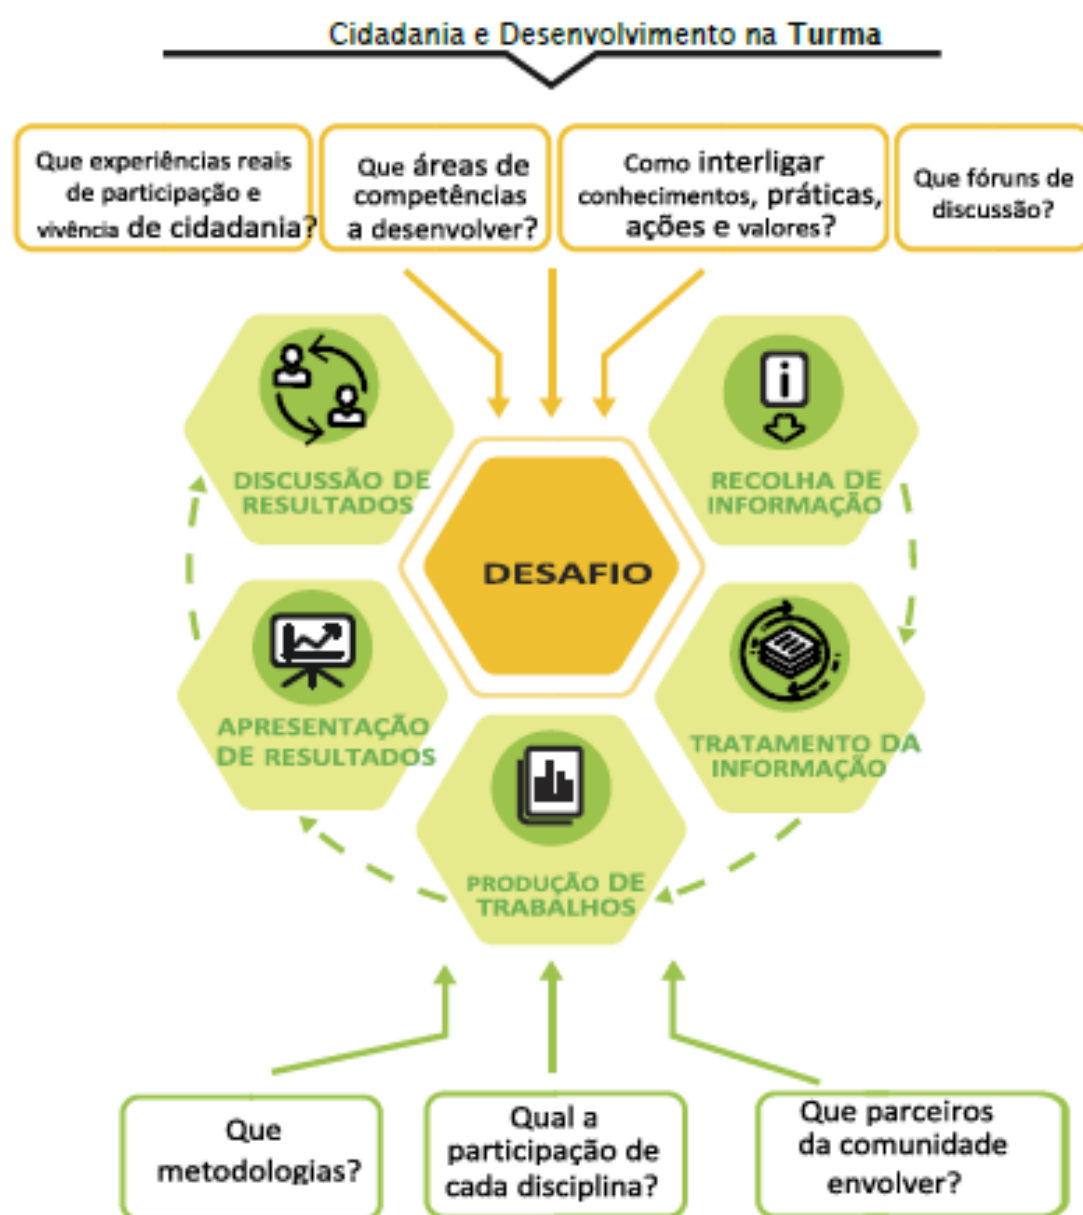 Cidadania e Desenvolvimento na Turma
Que experiências reais
de participação e
vivência de cidadania?
Que áreas de
competências
a desenvolver?
Como interligar
conhecimentos, práticas,
ações e valores?
Que fóruns de
discussão?
DISCUSSÃO DE
RESULTADOS
i
RECOLHA DE
INFORMAÇÃO
DESAFIO
APRESENTAÇÃO
DE RESULTADOS
TRATAMENTO DA
INFORMAÇÃO
PRODUÇÃO DE
TRABALHOS
Que
metodologias?
Qual a
participação de
cada disciplina?
Que parceiros
da comunidade
envolver?